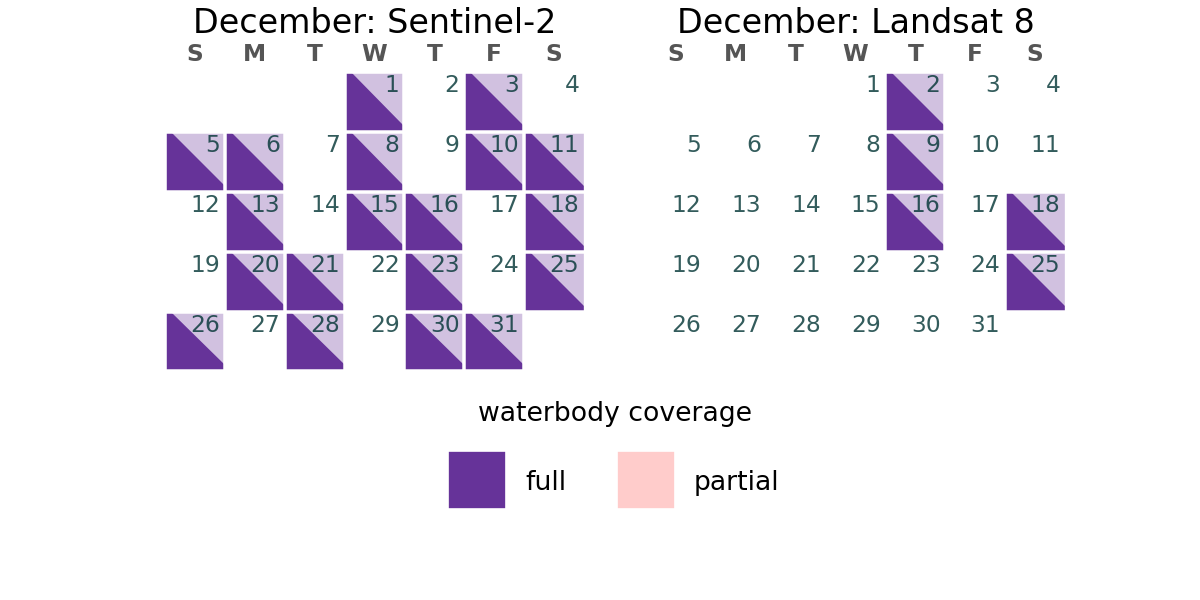 December: Sentinel-2
S M T W T F S
1 2 3 4
5 6 7 8 9 10 11
12 13 14 15 16 17 18
19 20 21 22 23 24 25
26 27 28 29 30 31
December: Landsat 8
S M T W T F S
1 2 3 4
5 6 7 8 9 10 11
12 13 14 15 16 17 18
19 20 21 22 23 24 25
26 27 28 29 30 31
waterbody coverage
full partial